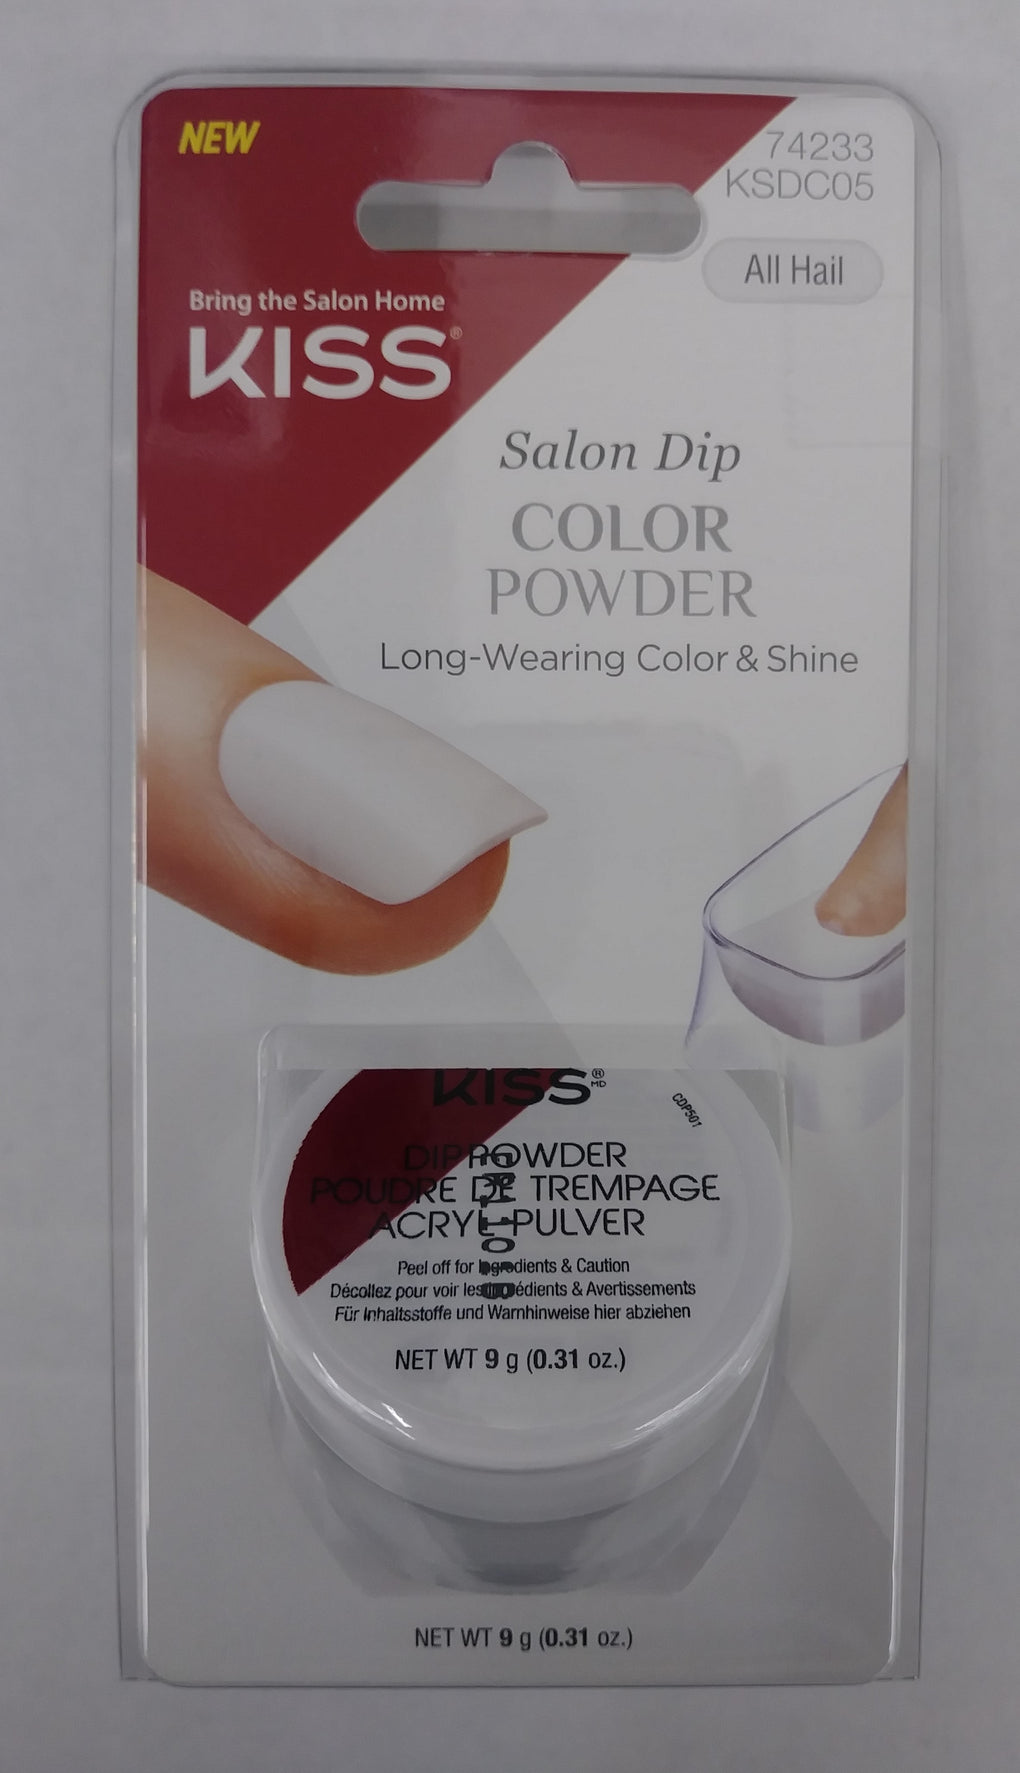 NEW
74233
KSDC05
All Hail
Bring the Salon Home
KISS®
Salon Dip
COLOR
POWDER
Long-Wearing Color & Shine
KISS®
MD
CDP501
DIP POWDER
POUDRE DE TREMPAGE
ACRYL-PULVER
Peel off for Ingredients & Caution
Décollez pour voir les Ingrédients & Avertissements
Für Inhaltsstoffe und Warnhinweise hier abziehen
NET WT 9 g (0.31 oz.)
NET WT 9 g (0.31 oz.)